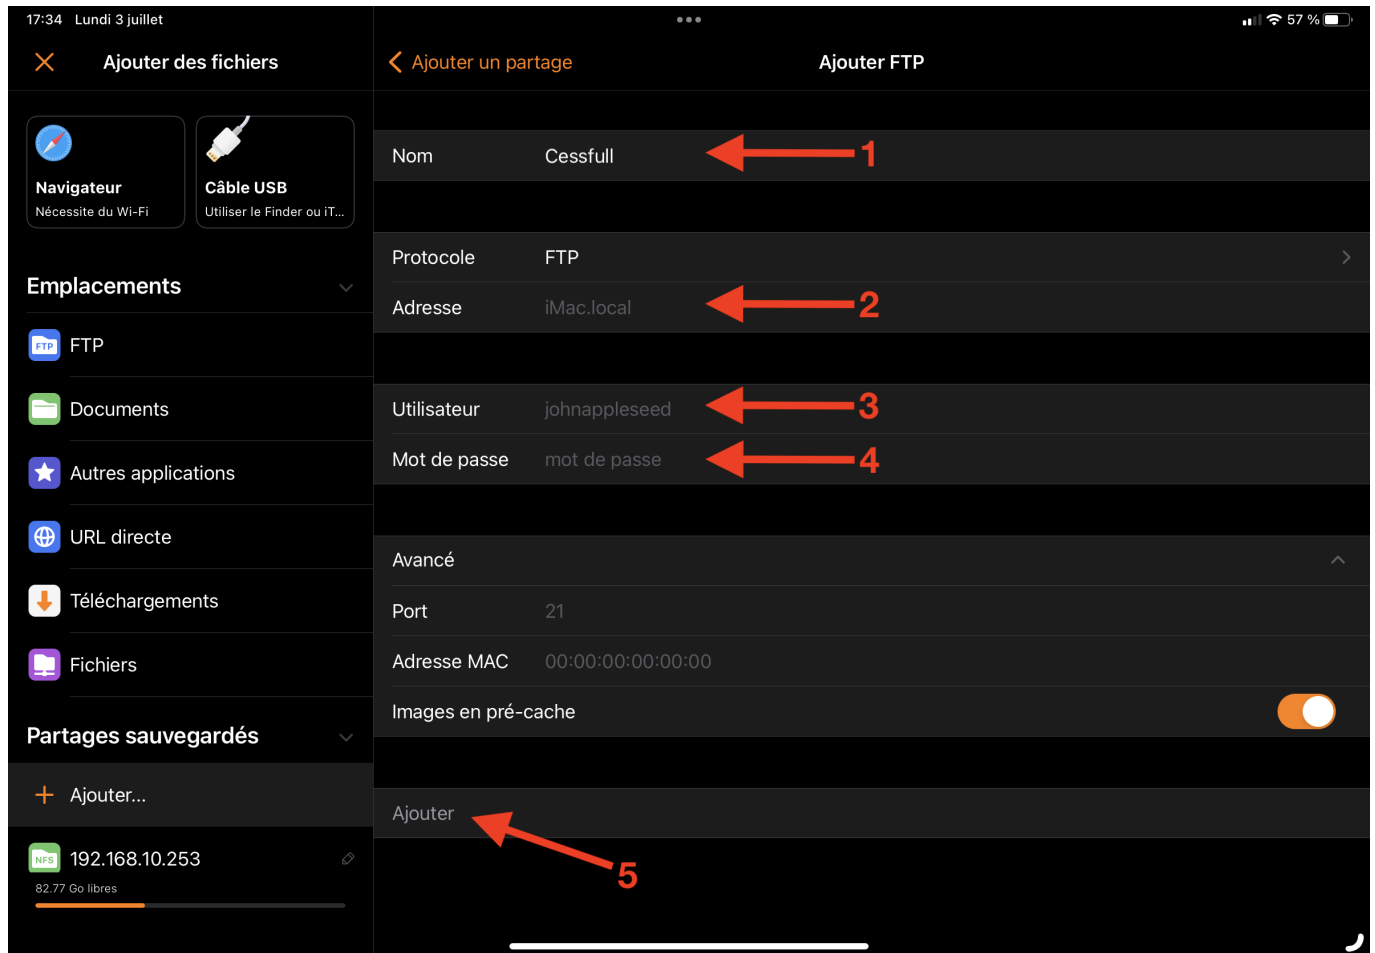 17:34 Lundi 3 juillet
57 %
Ajouter des fichiers
Ajouter un partage
Ajouter FTP
Navigateur
Nécessite du Wi-Fi
Câble USB
Utiliser le Finder ou iT...
Nom Cessfull
1
Protocole FTP
Adresse iMac.local
2
Utilisateur johnappleseed
3
Mot de passe mot de passe
4
Avancé
Port 21
Adresse MAC 00:00:00:00:00:00
Images en pré-cache
Ajouter
5
Emplacements
FTP FTP
Documents
Autres applications
URL directe
Téléchargements
Fichiers
Partages sauvegardés
+ Ajouter...
NFS 192.168.10.253
82.77 Go libres